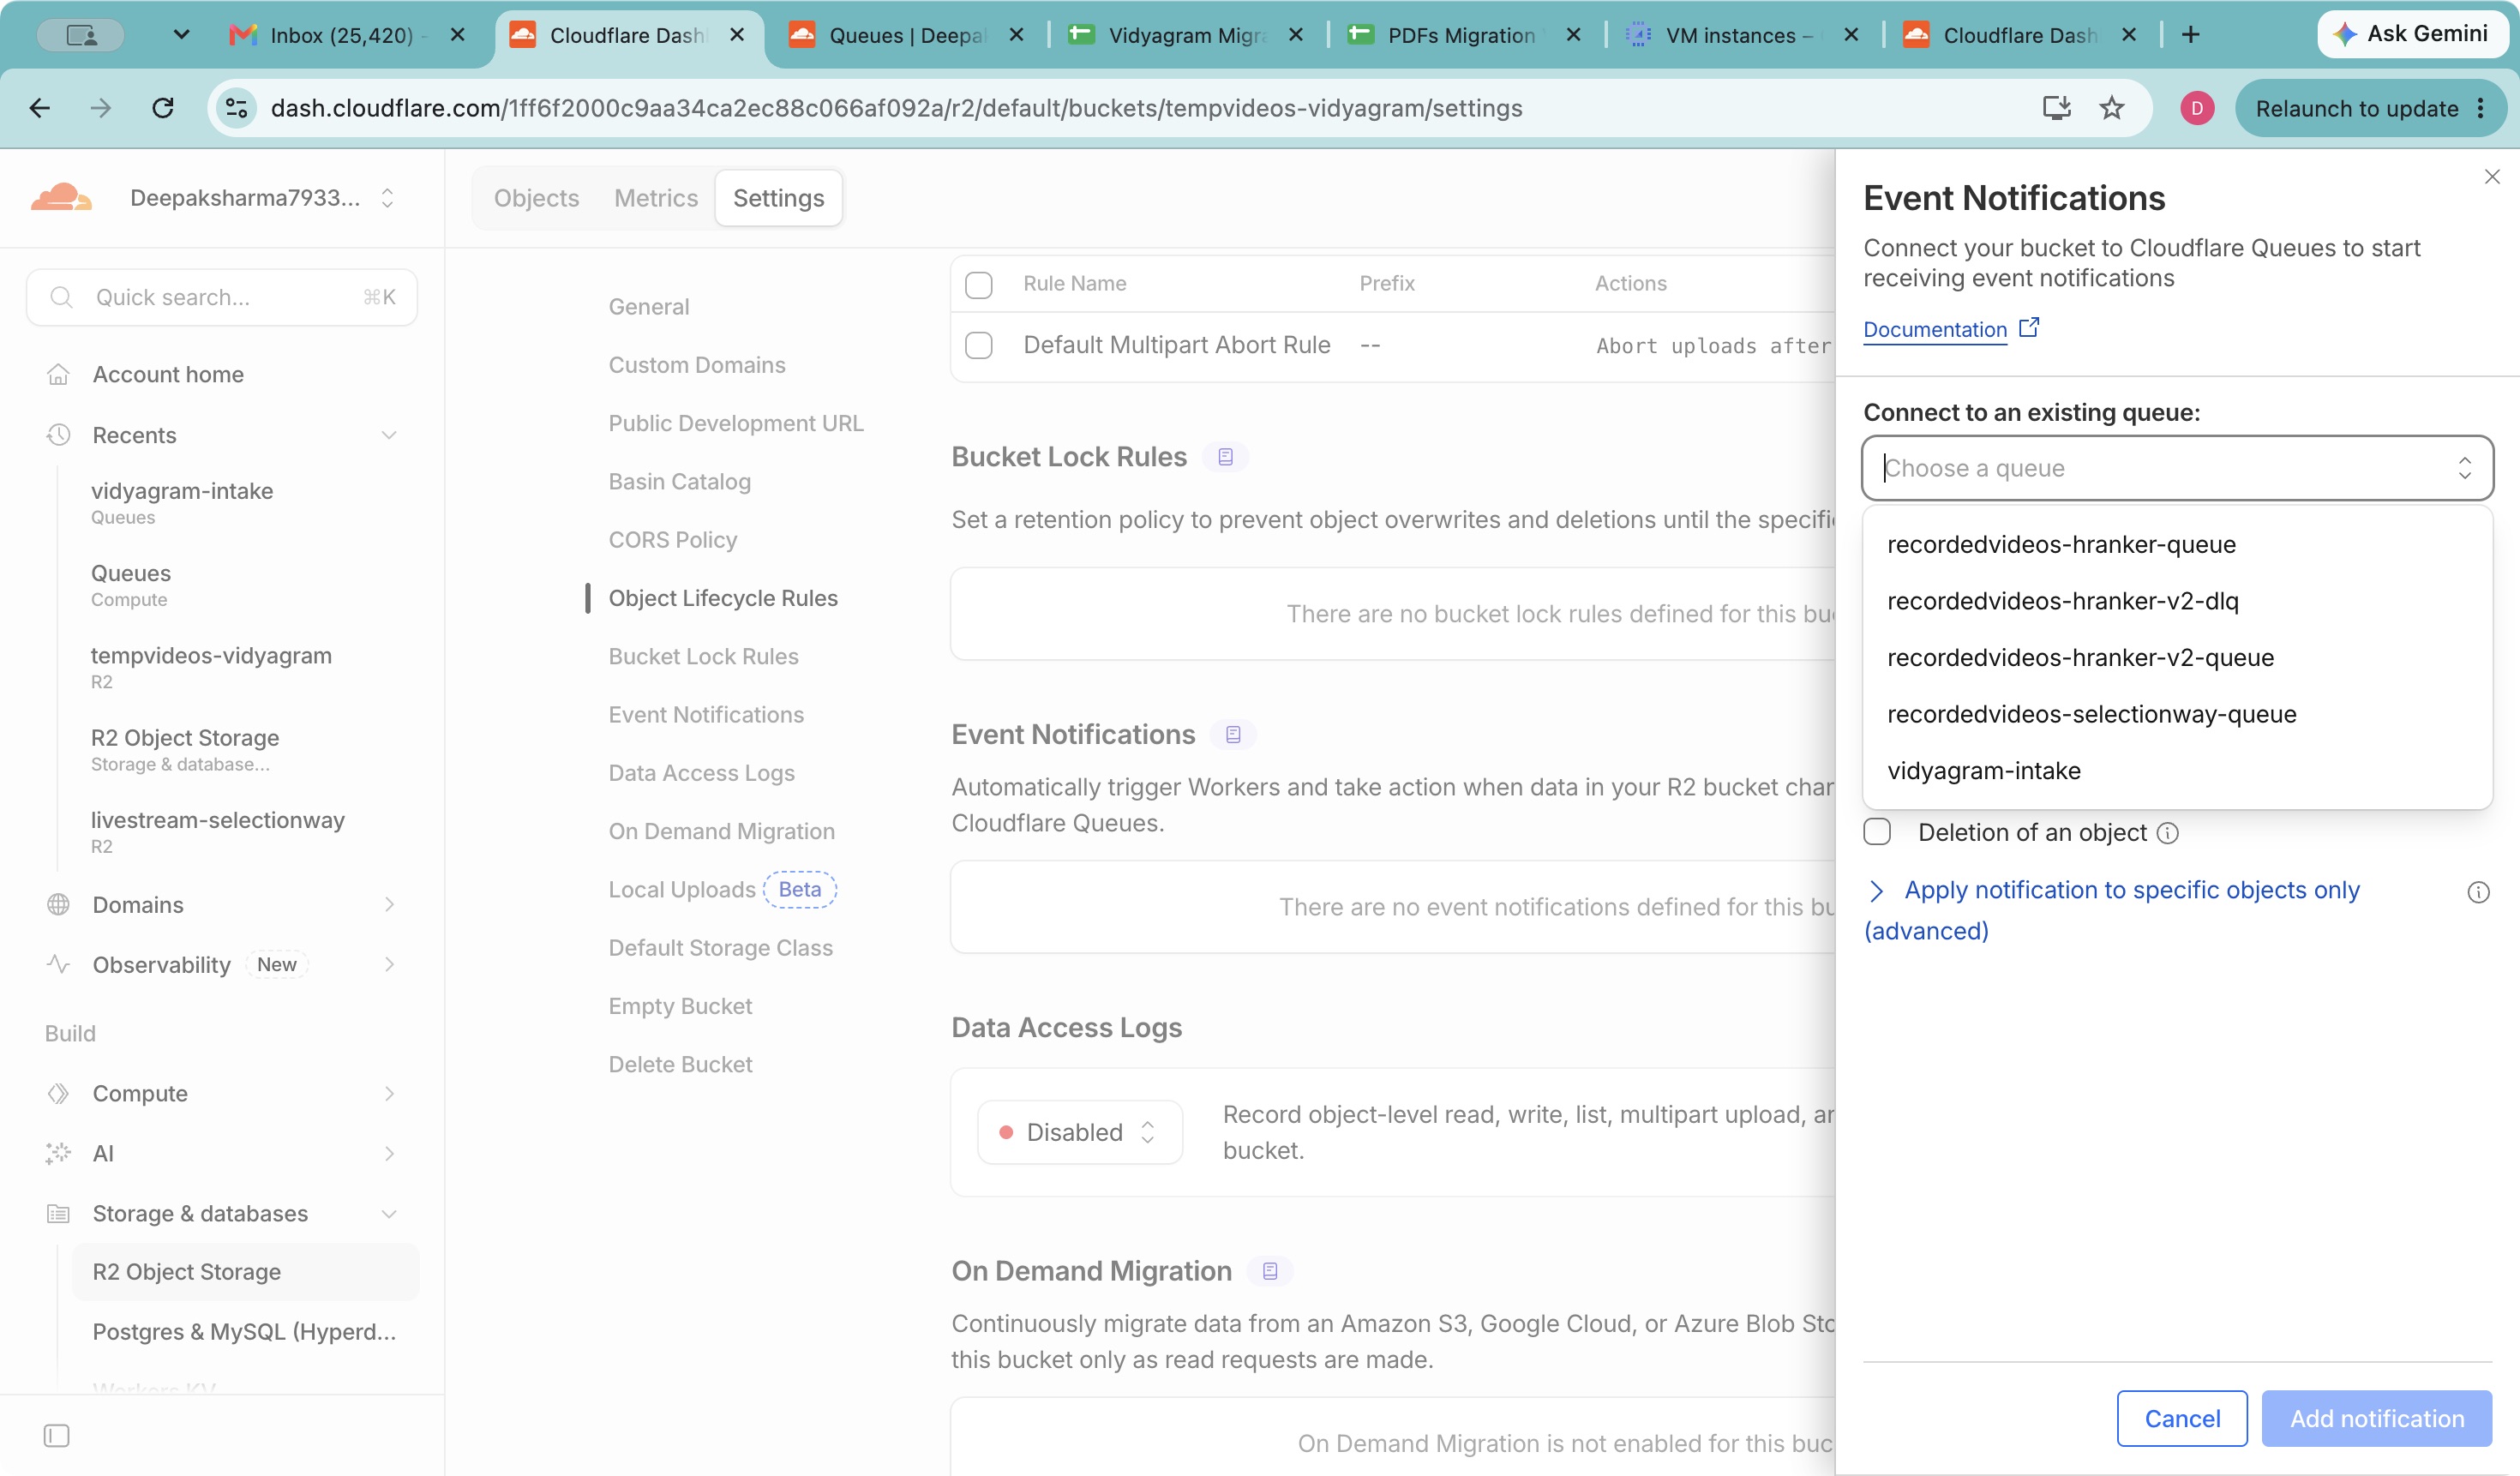 Inbox (25,420) -
Cloudflare Dash
Queues | Deepa
Vidyagram Migra
PDFs Migration
VM instances –
Cloudflare Dash
Ask Gemini
dash.cloudflare.com/1ff6f2000c9aa34ca2ec88c066af092a/r2/default/buckets/tempvideos-vidyagram/settings
D
Relaunch to update
Deepaksharma7933...
Quick search...
⌘K
Account home
Recents
vidyagram-intake
Queues
Queues
Compute
tempvideos-vidyagram
R2
R2 Object Storage
Storage & database...
livestream-selectionway
R2
Domains
Observability New
Build
Compute
AI
Storage & databases
R2 Object Storage
Postgres & MySQL (Hyperd...
Workers KV
Objects
Metrics
Settings
General
Custom Domains
Public Development URL
Basin Catalog
CORS Policy
Object Lifecycle Rules
Bucket Lock Rules
Event Notifications
Data Access Logs
On Demand Migration
Local Uploads Beta
Default Storage Class
Empty Bucket
Delete Bucket
Rule Name Prefix Actions
Default Multipart Abort Rule -- Abort uploads after
Bucket Lock Rules
Set a retention policy to prevent object overwrites and deletions until the specifi
There are no bucket lock rules defined for this bu
Event Notifications
Automatically trigger Workers and take action when data in your R2 bucket char
Cloudflare Queues.
There are no event notifications defined for this bu
Data Access Logs
Disabled
Record object-level read, write, list, multipart upload, ar
bucket.
On Demand Migration
Continuously migrate data from an Amazon S3, Google Cloud, or Azure Blob Sto
this bucket only as read requests are made.
On Demand Migration is not enabled for this buc
Event Notifications
Connect your bucket to Cloudflare Queues to start
receiving event notifications
Documentation
Connect to an existing queue:
Choose a queue
recordedvideos-hranker-queue
recordedvideos-hranker-v2-dlq
recordedvideos-hranker-v2-queue
recordedvideos-selectionway-queue
vidyagram-intake
Deletion of an object
Apply notification to specific objects only
(advanced)
Cancel
Add notification